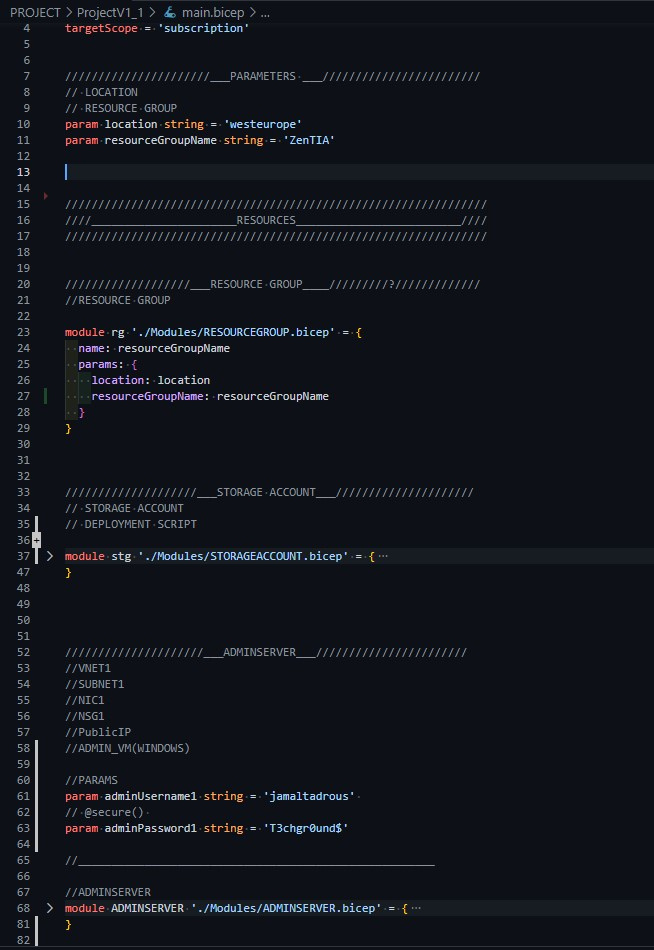 PROJECT > ProjectV1_1 > main.bicep > ...
4 targetScope = 'subscription'
5
6
7 //////////////////////___PARAMETERS ___////////////////////////
8 // LOCATION
9 // RESOURCE GROUP
10 param location string = 'westeurope'
11 param resourceGroupName string = 'ZenTIA'
12
13
14
15 ////////////////////////////////////////////////////////////////
16 ////______________________RESOURCES_________________________////
17 ////////////////////////////////////////////////////////////////
18
19
20 ///////////////////___RESOURCE GROUP____/////////?/////////////
21 //RESOURCE GROUP
22
23 module rg './Modules/RESOURCEGROUP.bicep' = {
24 name: resourceGroupName
25 params: {
26 location: location
27 resourceGroupName: resourceGroupName
28 }
29 }
30
31
32
33 ////////////////////___STORAGE ACCOUNT___/////////////////////
34 // STORAGE ACCOUNT
35 // DEPLOYMENT SCRIPT
36
37 module stg './Modules/STORAGEACCOUNT.bicep' = { ...
47 }
48
49
50
51
52 /////////////////////___ADMINSERVER___///////////////////////
53 //VNET1
54 //SUBNET1
55 //NIC1
56 //NSG1
57 //PublicIP
58 //ADMIN_VM(WINDOWS)
59
60 //PARAMS
61 param adminUsername1 string = 'jamaltadrous'
62 // @secure()
63 param adminPassword1 string = 'T3chgr0und$'
64
65 //______________________________________________________
66
67 //ADMINSERVER
68 module ADMINSERVER './Modules/ADMINSERVER.bicep' = { ...
81 }
82